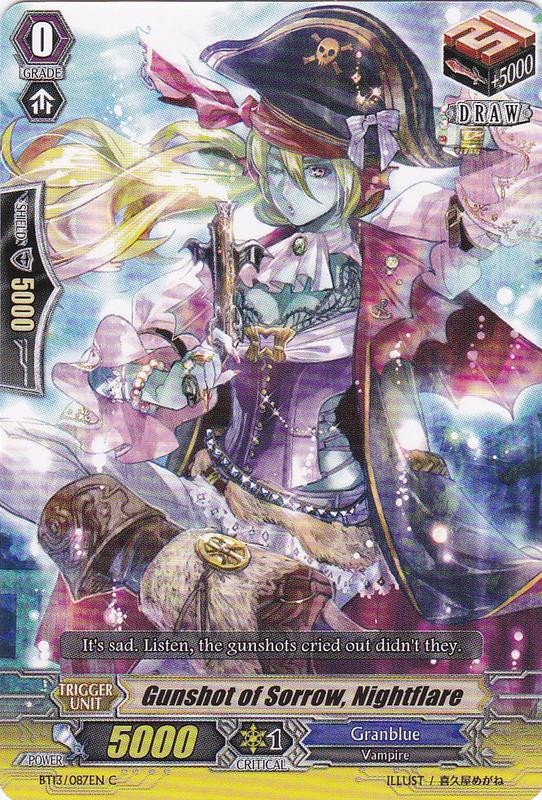 0
GRADE
引
+5000
DRAW
SHIELD
5000
It's sad. Listen, the gunshots cried out didn't they.
TRIGGER
UNIT
Gunshot of Sorrow, Nightflare
POWER
5000
1
CRITICAL
Granblue
Vampire
BT13/087EN C
ILLUST / 喜久屋めがね